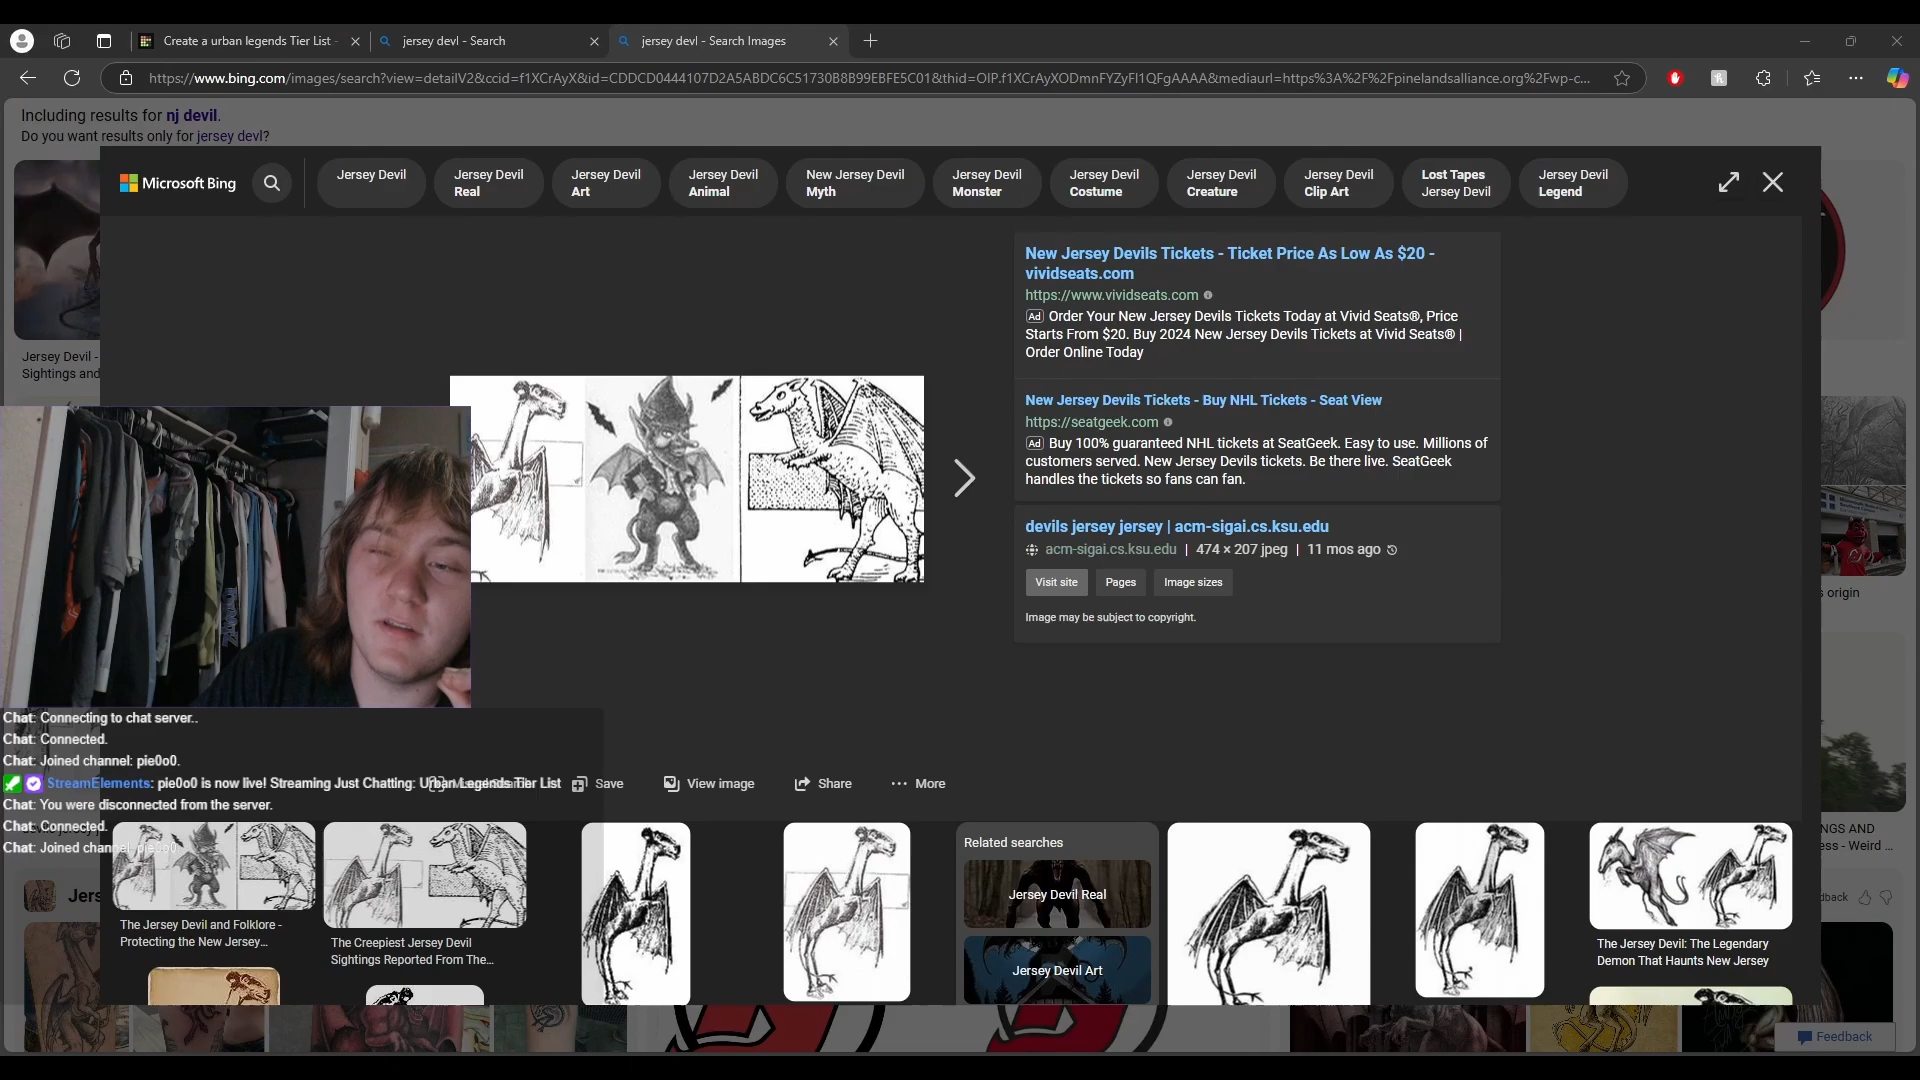 Create a urban legends Tier List -
jersey devl - Search
jersey devl - Search Images
https://www.bing.com/images/search?view=detailV2&ccid=f1XCrAyX&id=CDDCD0444107D2A5ABDC6C51730B8B99EBFE5C01&thid=OIP.f1XCrAyXODmnFYZyFl1QFgAAAA&mediaurl=https%3A%2F%2Fpinelandsalliance.org%2Fwp-c...
Including results for nj devil.
Do you want results only for jersey devl?
Microsoft Bing
Jersey Devil
Jersey Devil
Real
Jersey Devil
Art
Jersey Devil
Animal
New Jersey Devil
Myth
Jersey Devil
Monster
Jersey Devil
Costume
Jersey Devil
Creature
Jersey Devil
Clip Art
Lost Tapes
Jersey Devil
Jersey Devil
Legend
Jersey Devil -
Sightings and
New Jersey Devils Tickets - Ticket Price As Low As $20 -
vividseats.com
https://www.vividseats.com
Ad Order Your New Jersey Devils Tickets Today at Vivid Seats®, Price
Starts From $20. Buy 2024 New Jersey Devils Tickets at Vivid Seats® |
Order Online Today
New Jersey Devils Tickets - Buy NHL Tickets - Seat View
https://seatgeek.com
Ad Buy 100% guaranteed NHL tickets at SeatGeek. Easy to use. Millions of
customers served. New Jersey Devils tickets. Be there live. SeatGeek
handles the tickets so fans can fan.
devils jersey jersey | acm-sigai.cs.ksu.edu
acm-sigai.cs.ksu.edu | 474 × 207 jpeg | 11 mos ago
Visit site
Pages
Image sizes
Image may be subject to copyright.
s origin
Chat: Connecting to chat server..
Chat: Connected.
Chat: Joined channel: pie0o0.
StreamElements: pie0o0 is now live! Streaming Just Chatting: Urban Legends Tier List
Chat: You were disconnected from the server.
Chat: Connected.
Chat: Joined channel: pie0o0
Save
View image
Share
More
NGS AND
ess - Weird ...
Jers
The Jersey Devil and Folklore -
Protecting the New Jersey...
The Creepiest Jersey Devil
Sightings Reported From The...
Related searches
Jersey Devil Real
Jersey Devil Art
The Jersey Devil: The Legendary
Demon That Haunts New Jersey
dback
Feedback